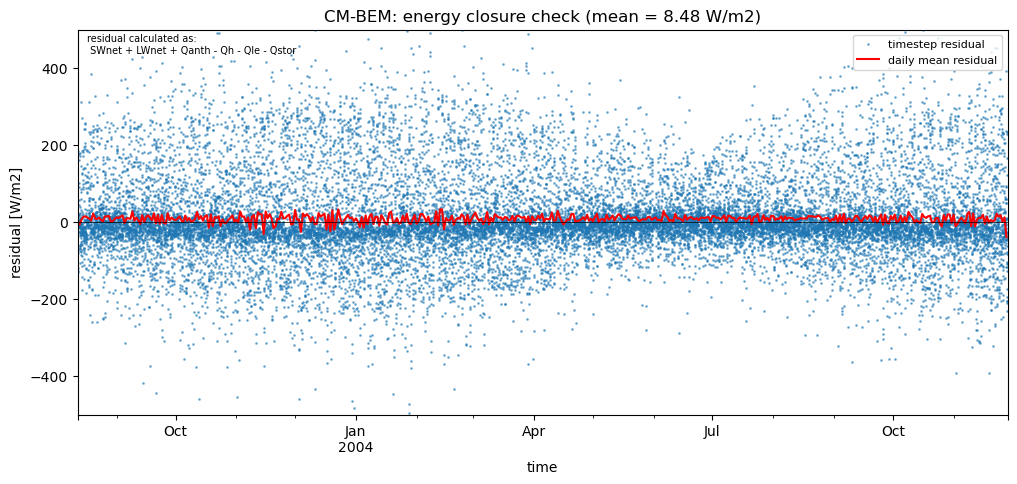 CM-BEM: energy closure check (mean = 8.48 W/m2)
residual calculated as:
SWnet + LWnet + Qanth - Qh - Qle - Qstor
timestep residual
daily mean residual
residual [W/m2]
400
200
0
−200
−400
Oct
Jan
2004
Apr
Jul
Oct
time